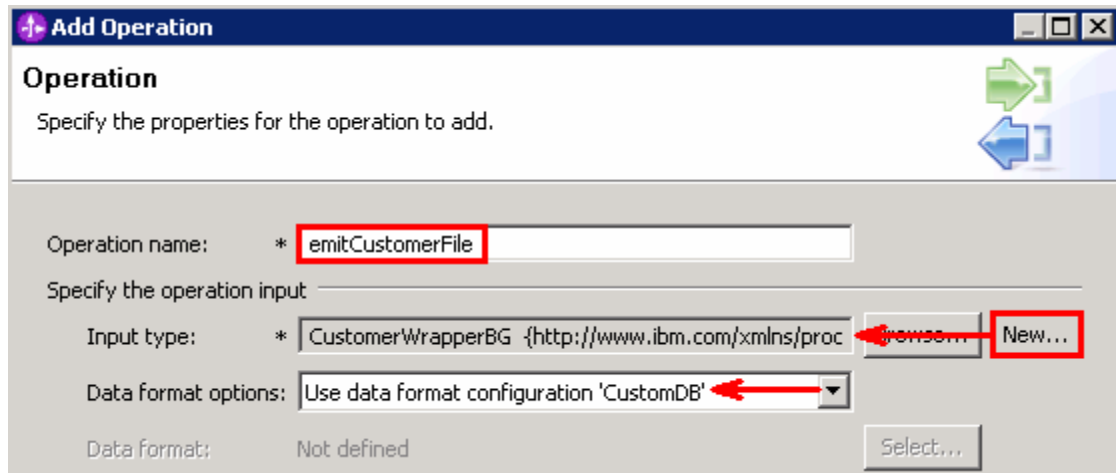 Add Operation
Operation
Specify the properties for the operation to add.
Operation name: * emitCustomerFile
Specify the operation input
Input type: * CustomerWrapperBG {http://www.ibm.com/xmlns/proc Browse... New...
Data format options: Use data format configuration 'CustomDB'
Data format: Not defined Select...